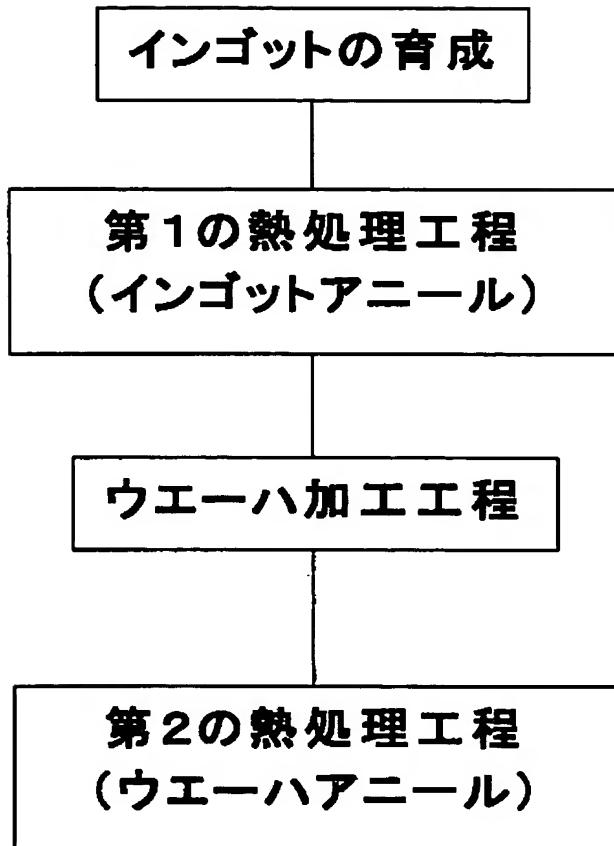 インゴットの育成
第1の熱処理工程
(インゴットアニール)
ウエーハ加工工程
第2の熱処理工程
(ウエーハアニール)